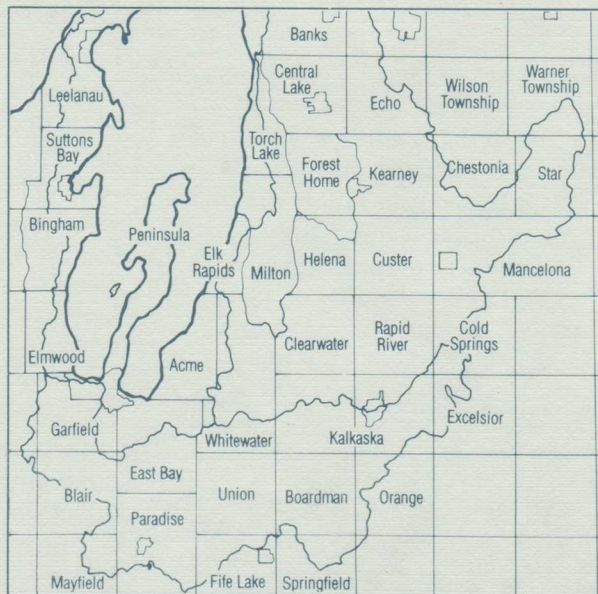 Banks
Leelanau
Central
Lake
Echo
Wilson
Township
Warner
Township
Suttons
Bay
Torch
Lake
Forest
Home
Kearney
Chestonia
Star
Bingham
Peninsula
Elk
Rapids
Milton
Helena
Custer
Mancelona
Elmwood
Acme
Clearwater
Rapid
River
Cold
Springs
Garfield
Whitewater
Kalkaska
Excelsior
East Bay
Blair
Union
Boardman
Orange
Paradise
Mayfield
Fife Lake
Springfield